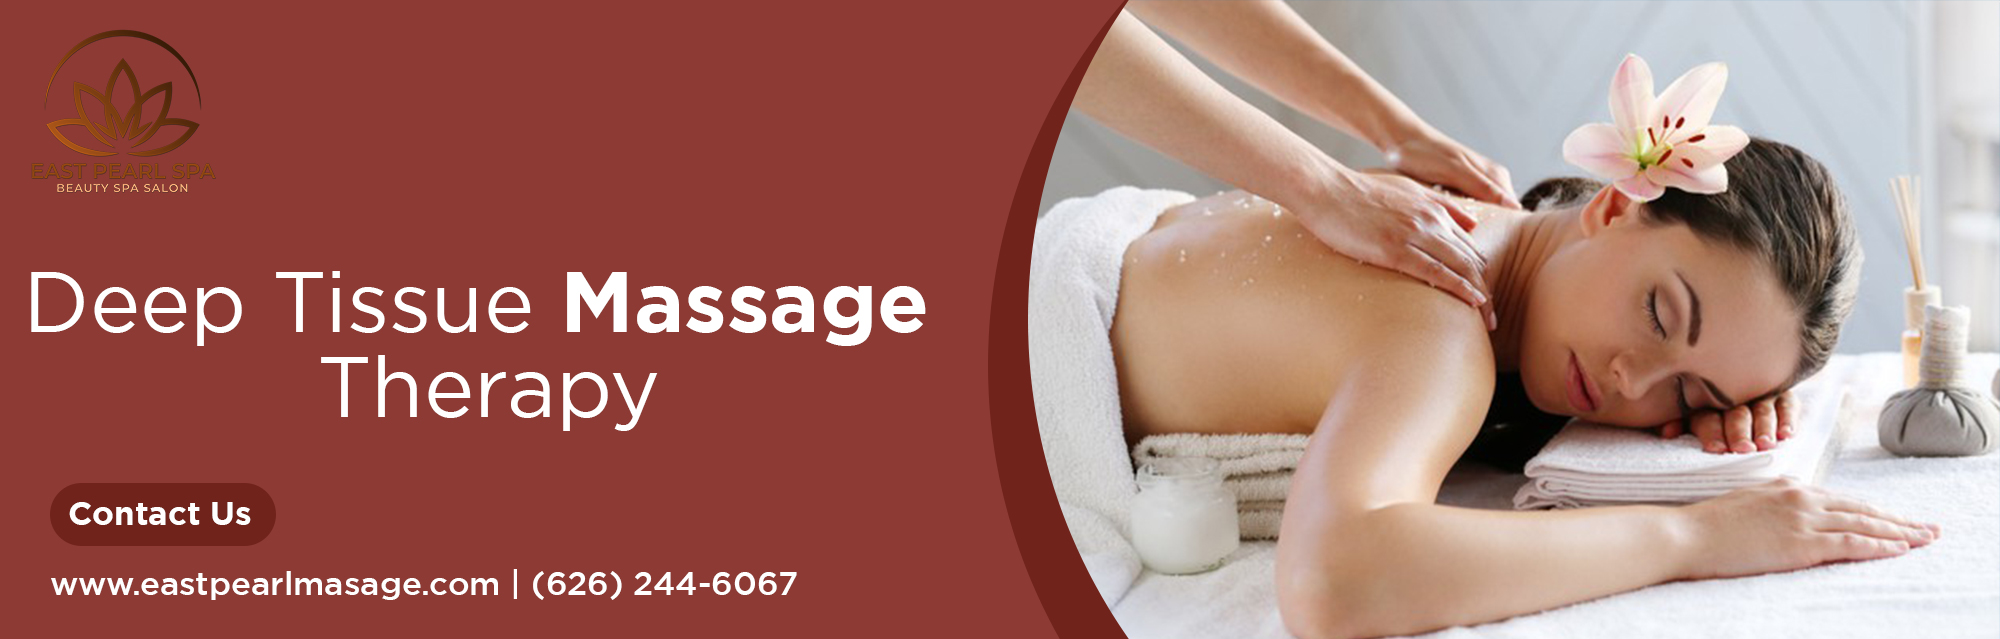 EAST PEARL SPA
BEAUTY SPA SALON
Deep Tissue Massage
Therapy
Contact Us
www.eastpearlmasage.com | (626) 244-6067